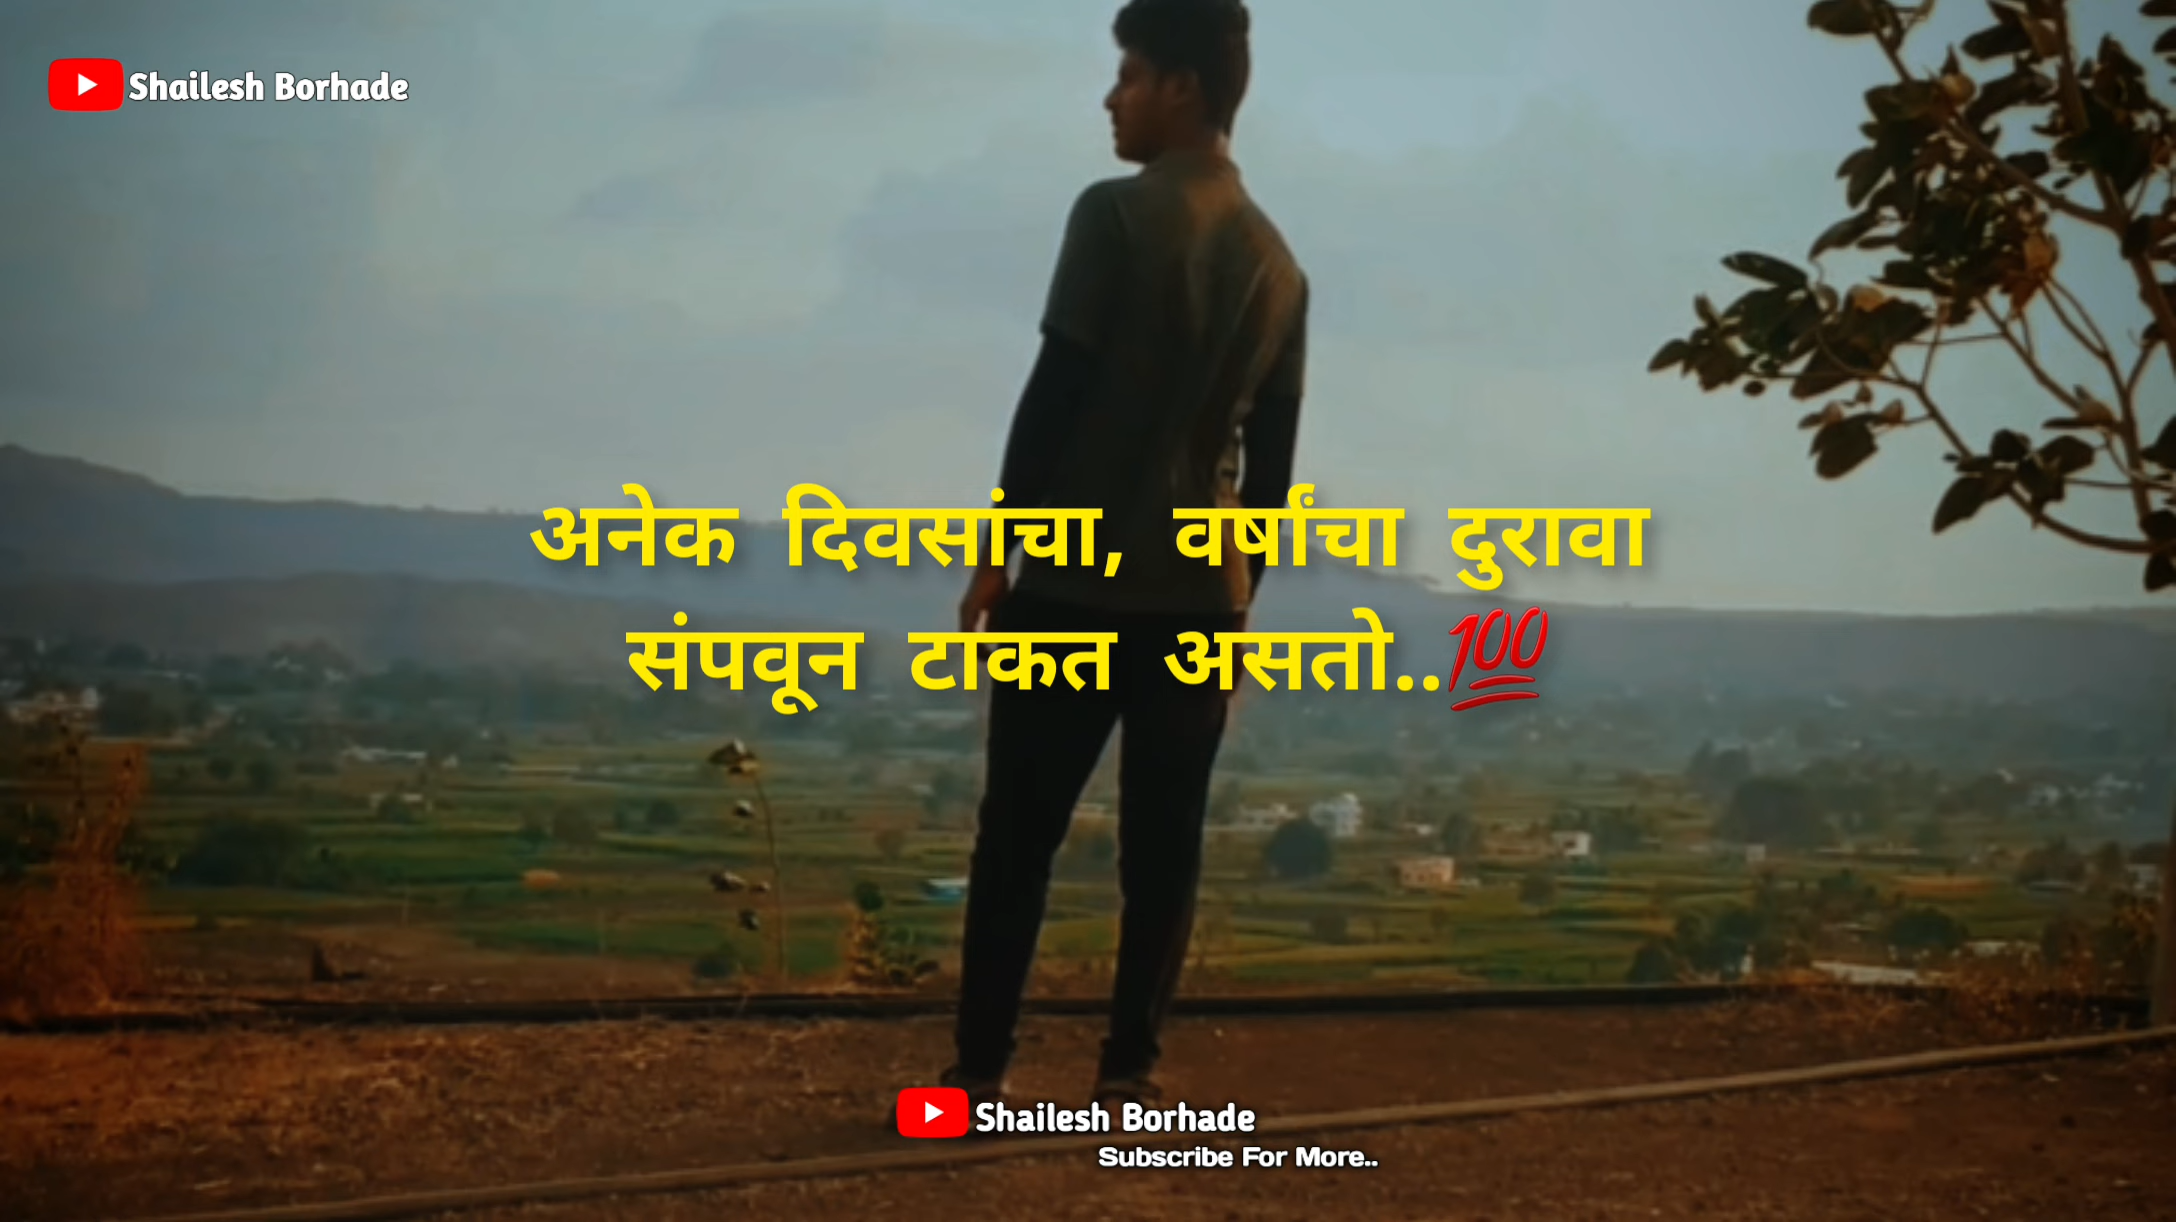 Shailesh Borhade
अनेक दिवसांचा, वर्षांचा दुरावा
संपवून टाकत असतो..💯
Shailesh Borhade
Subscribe For More..